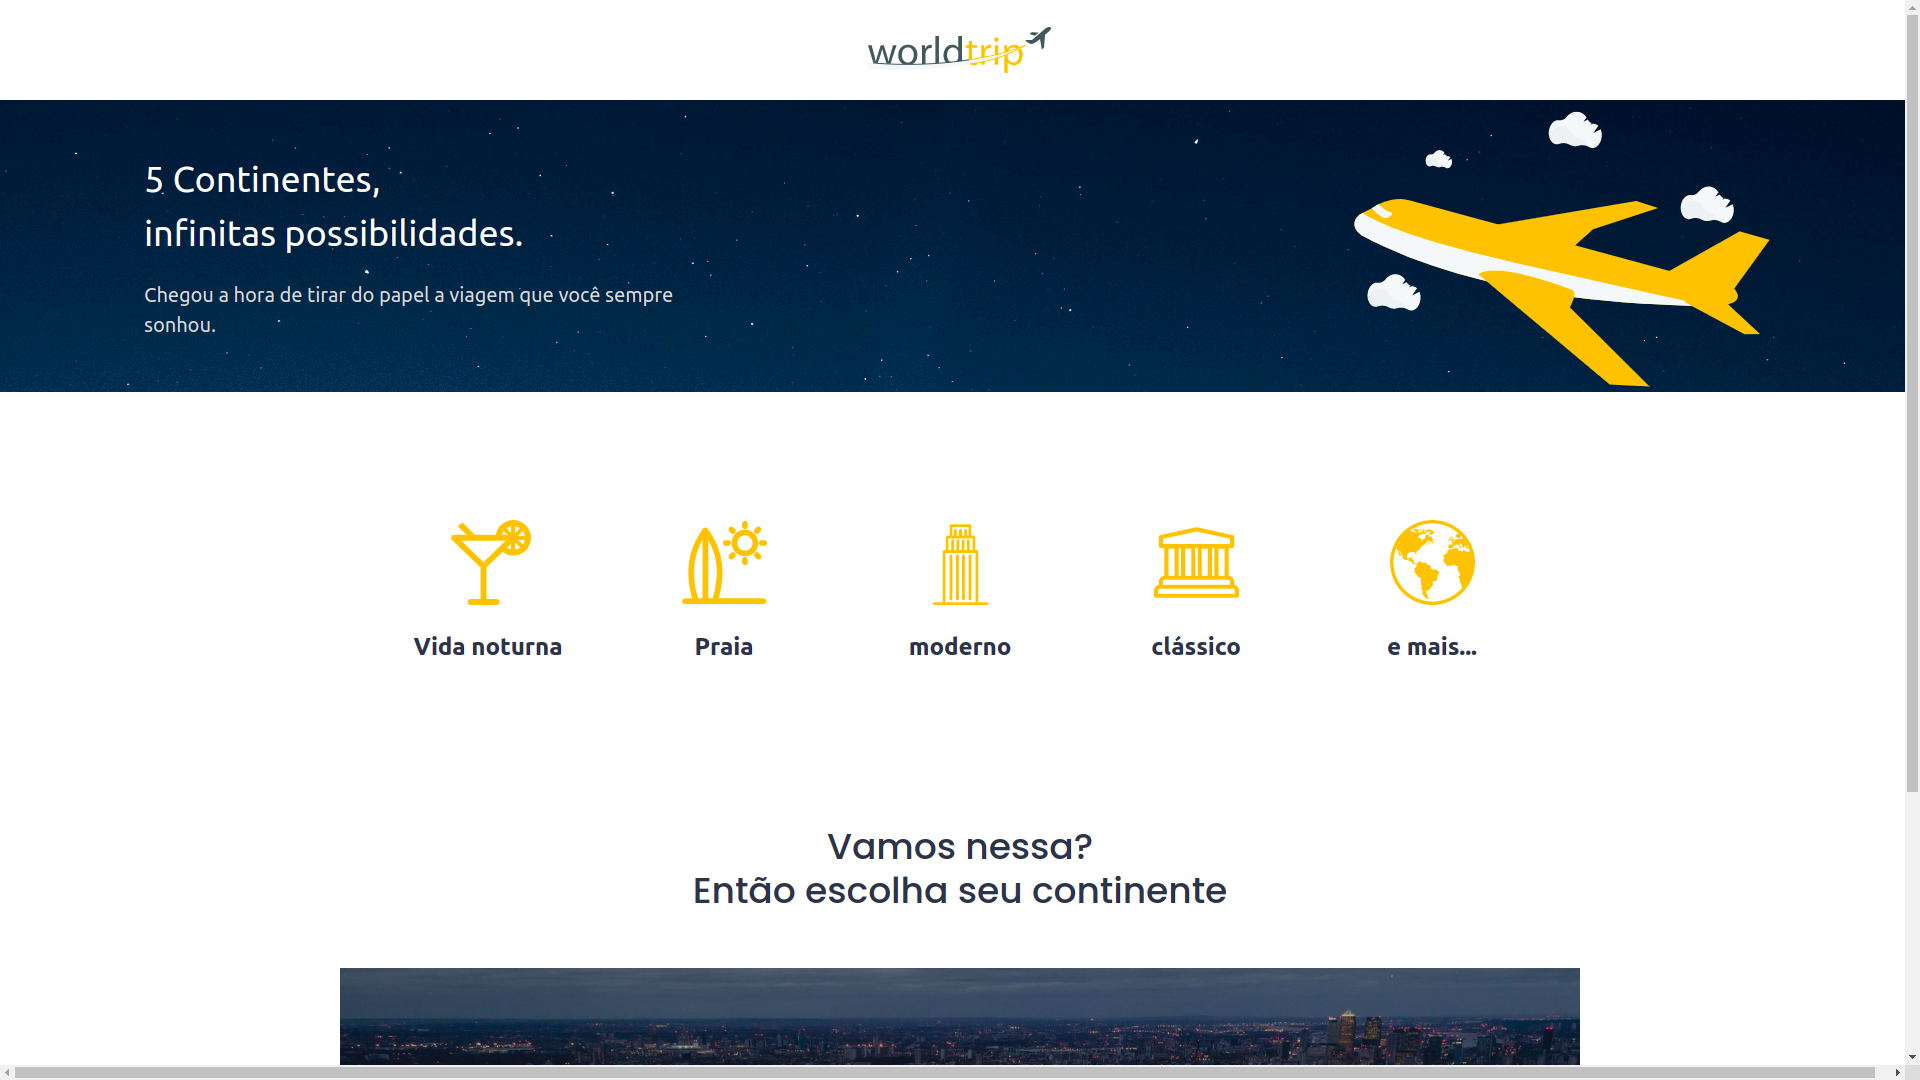 worldtrip
5 Continentes,
infinitas possibilidades.
Chegou a hora de tirar do papel a viagem que você sempre
sonhou.
Vida noturna
Praia
moderno
clássico
e mais...
Vamos nessa?
Então escolha seu continente